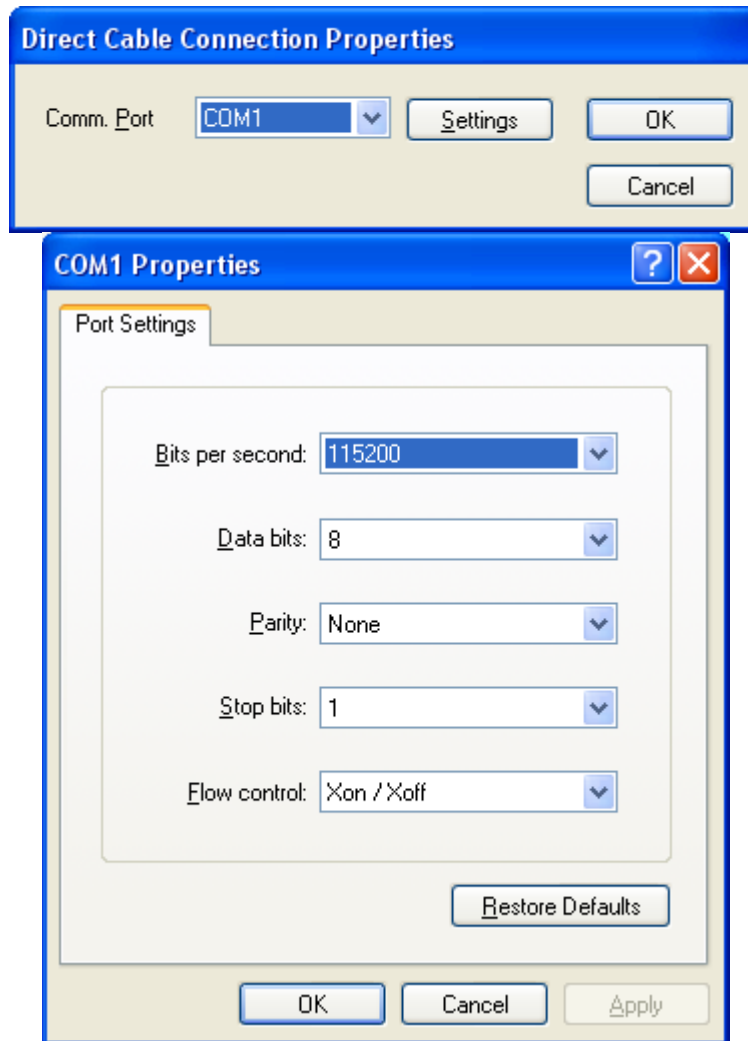 Direct Cable Connection Properties
Comm. Port COM1 Settings OK
Cancel
COM1 Properties
Port Settings
Bits per second: 115200
Data bits: 8
Parity: None
Stop bits: 1
Flow control: Xon / Xoff
Restore Defaults
OK Cancel Apply